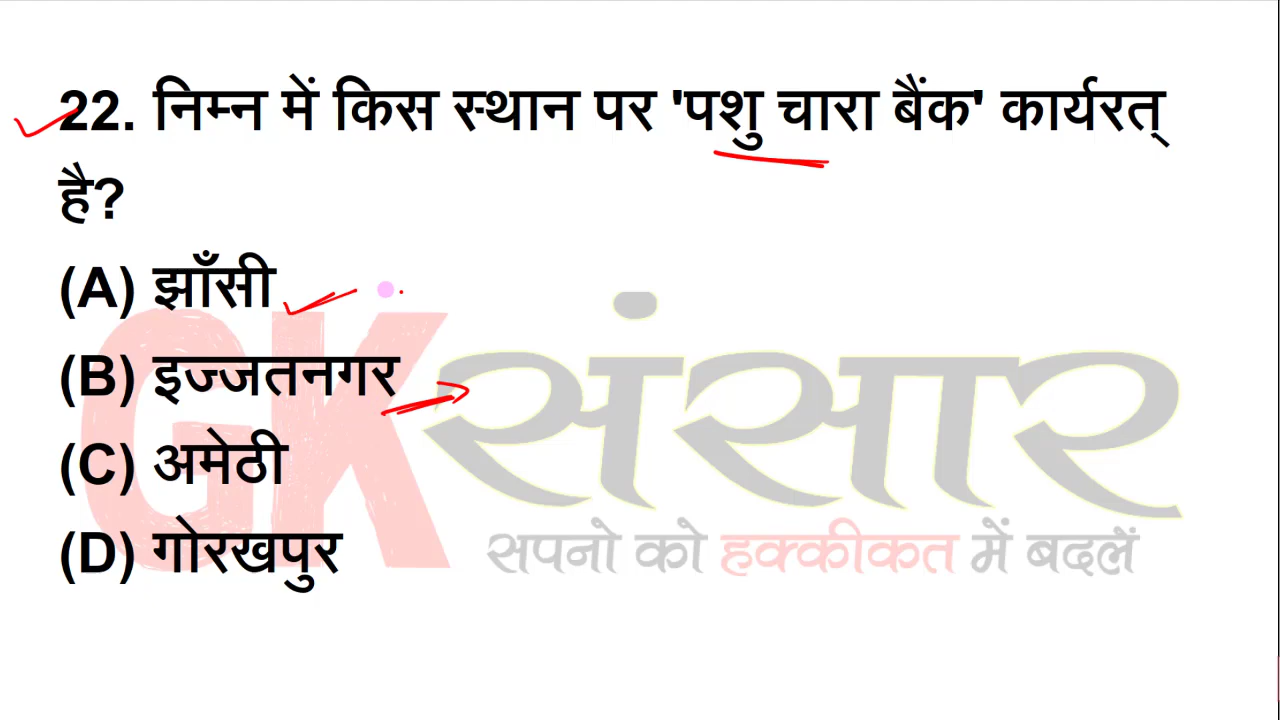 22. निम्न में किस स्थान पर 'पशु चारा बैंक' कार्यरत्
है?
(A) झाँसी
(B) इज्जतनगर
(C) अमेठी
(D) गोरखपुर
GK संसार
सपनो को हक्कीकत में बदलें